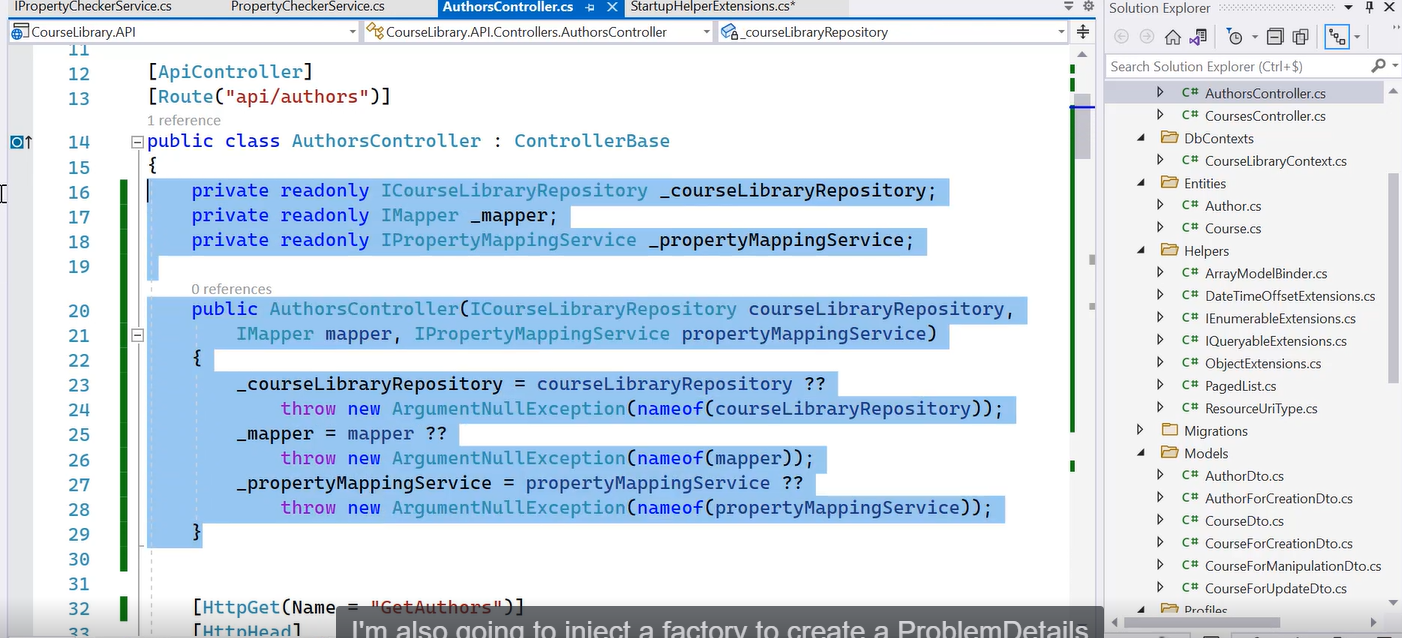 IPropertyCheckerService.cs PropertyCheckerService.cs AuthorsController.cs StartupHelperExtensions.cs*
CourseLibrary.API CourseLibrary.API.Controllers.AuthorsController _courseLibraryRepository
11
12 [ApiController]
13 [Route("api/authors")]
1 reference
14 public class AuthorsController : ControllerBase
15 {
16 private readonly ICourseLibraryRepository _courseLibraryRepository;
17 private readonly IMapper _mapper;
18 private readonly IPropertyMappingService _propertyMappingService;
19
0 references
20 public AuthorsController(ICourseLibraryRepository courseLibraryRepository,
21 IMapper mapper, IPropertyMappingService propertyMappingService)
22 {
23 _courseLibraryRepository = courseLibraryRepository ??
24 throw new ArgumentNullException(nameof(courseLibraryRepository));
25 _mapper = mapper ??
26 throw new ArgumentNullException(nameof(mapper));
27 _propertyMappingService = propertyMappingService ??
28 throw new ArgumentNullException(nameof(propertyMappingService));
29 }
30
31
32 [HttpGet(Name = "GetAuthors")]
33 [HttpHead]
I'm also going to inject a factory to create a ProblemDetails
Solution Explorer
Search Solution Explorer (Ctrl+$)
C# AuthorsController.cs
C# CoursesController.cs
DbContexts
C# CourseLibraryContext.cs
Entities
C# Author.cs
C# Course.cs
Helpers
C# ArrayModelBinder.cs
C# DateTimeOffsetExtensions.cs
C# IEnumerableExtensions.cs
C# IQueryableExtensions.cs
C# ObjectExtensions.cs
C# PagedList.cs
C# ResourceUriType.cs
Migrations
Models
C# AuthorDto.cs
C# AuthorForCreationDto.cs
C# CourseDto.cs
C# CourseForCreationDto.cs
C# CourseForManipulationDto.cs
C# CourseForUpdateDto.cs
Profiles